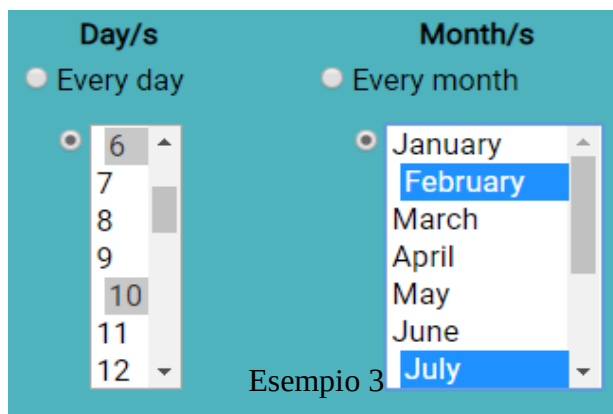 Day/s
Every day
6
7
8
9
10
11
12
Month/s
Every month
January
February
March
April
May
June
July
Esempio 3